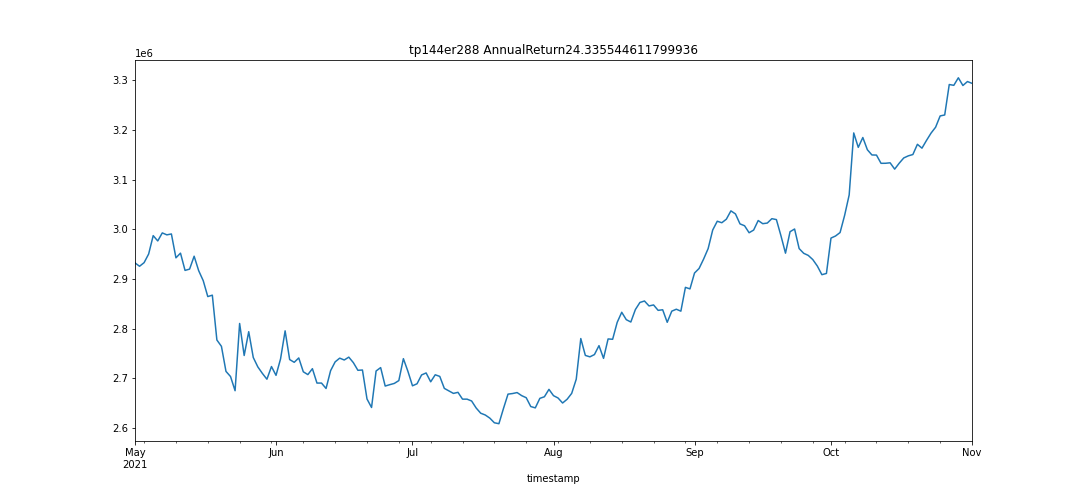 tp144er288 AnnualReturn24.335544611799936
1e6
3.3
3.2
3.1
3.0
2.9
2.8
2.7
2.6
May Jun Jul Aug Sep Oct Nov
2021
timestamp